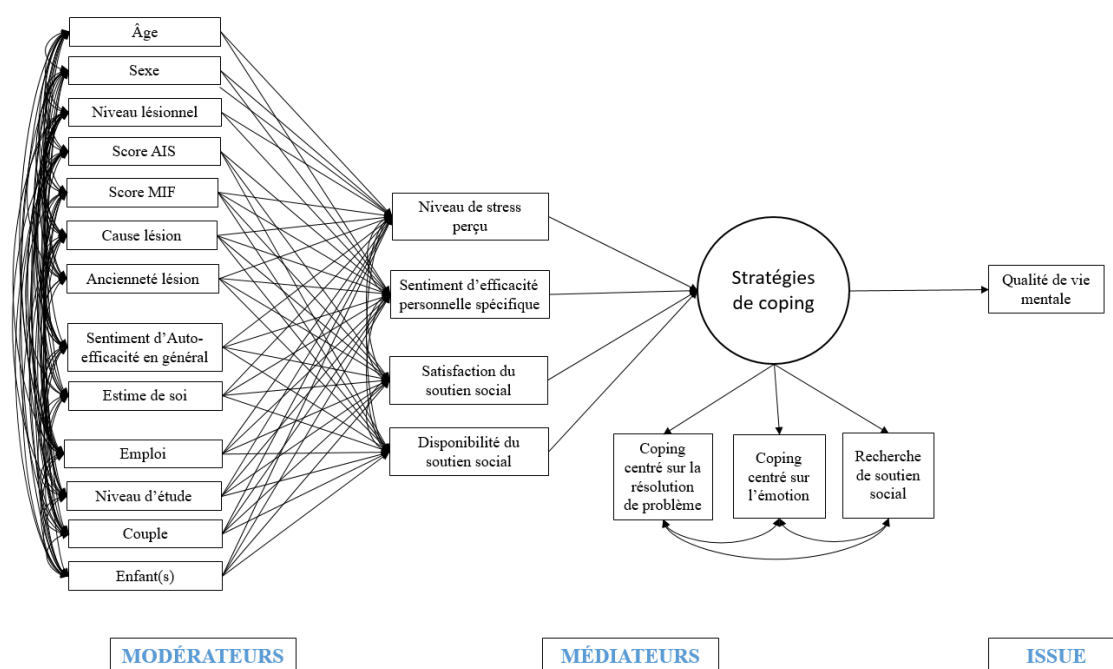 Âge
Sexe
Niveau lésionnel
Score AIS
Score MIF
Cause lésion
Ancienneté lésion
Sentiment d'Auto-
efficacité en général
Estime de soi
Emploi
Niveau d'étude
Couple
Enfant(s)
Niveau de stress
perçu
Sentiment d'efficacité
personnelle spécifique
Satisfaction du
soutien social
Disponibilité du
soutien social
Stratégies
de coping
Coping
centré sur la
résolution
de problème
Coping
centré sur
l'émotion
Recherche
de soutien
social
Qualité de vie
mentale
MODÉRATEURS
MÉDIATEURS
ISSUE